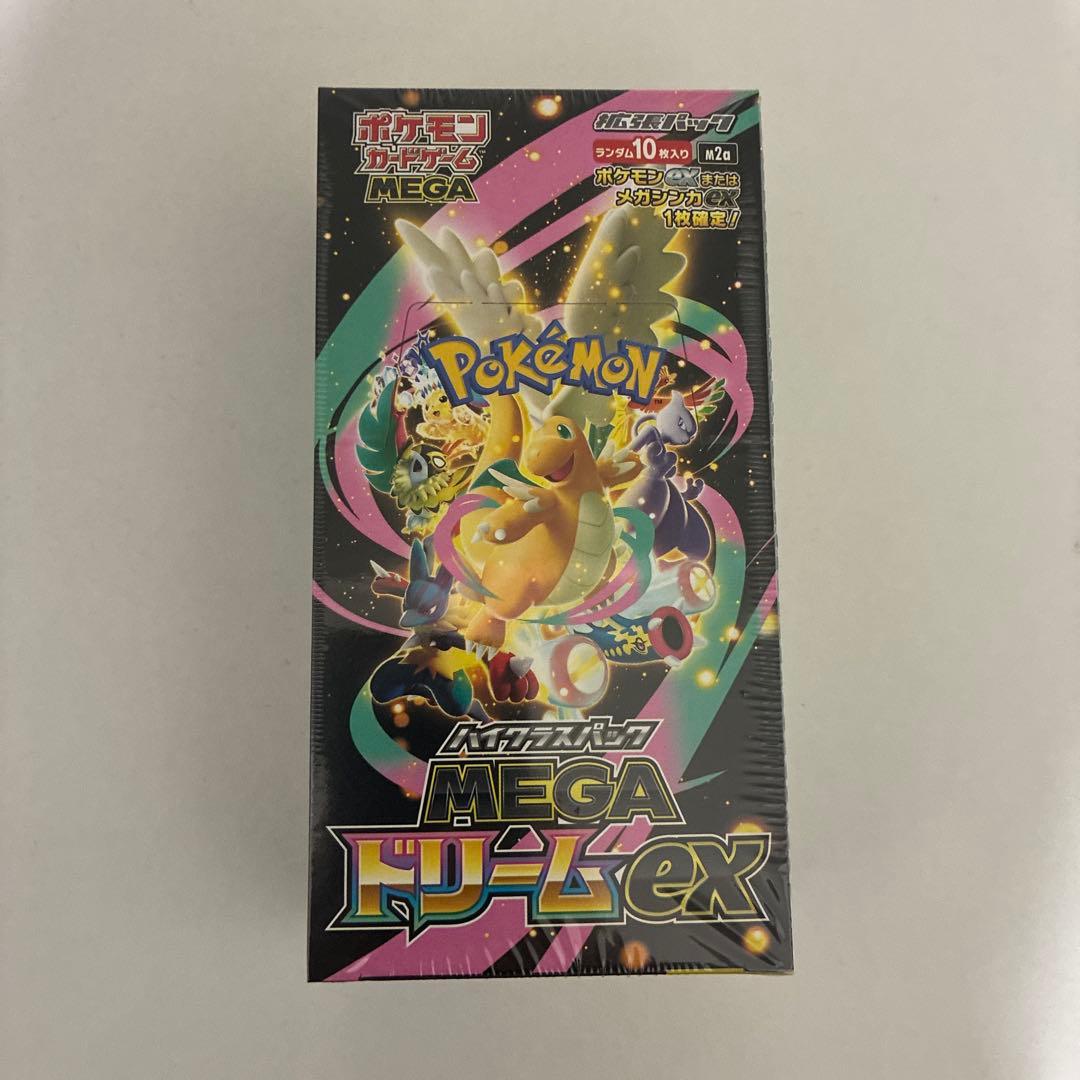 ポケモン
カードゲーム™
MEGA
拡張パック
ランダム10枚入り M2a
ポケモンexまたは
メガシンカex
1枚確定!
POKéMON™
ハイクラスパック
MEGA
ドリームex